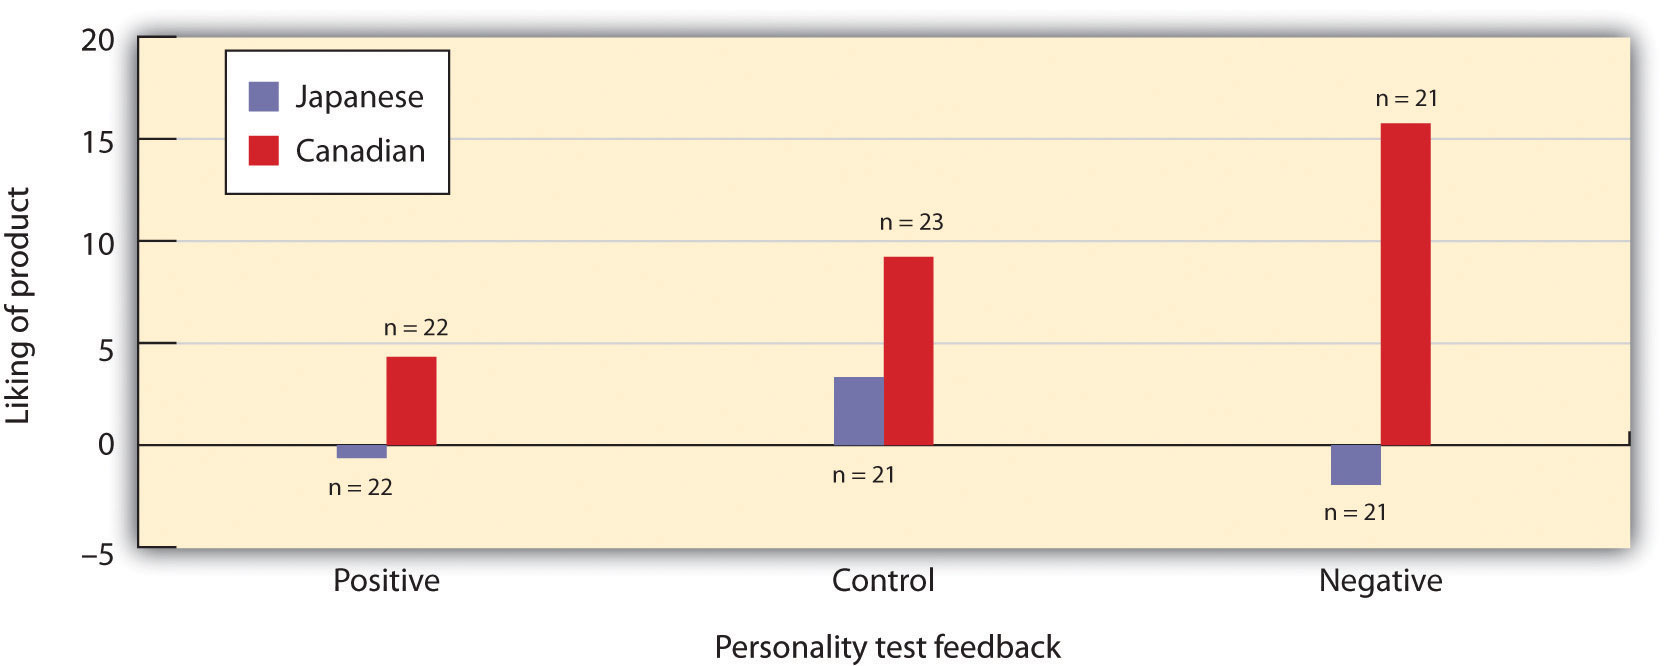 20
15
10
5
0
–5
Liking of product
Japanese
Canadian
n = 22
n = 22
n = 23
n = 21
n = 21
n = 21
Positive
Control
Negative
Personality test feedback